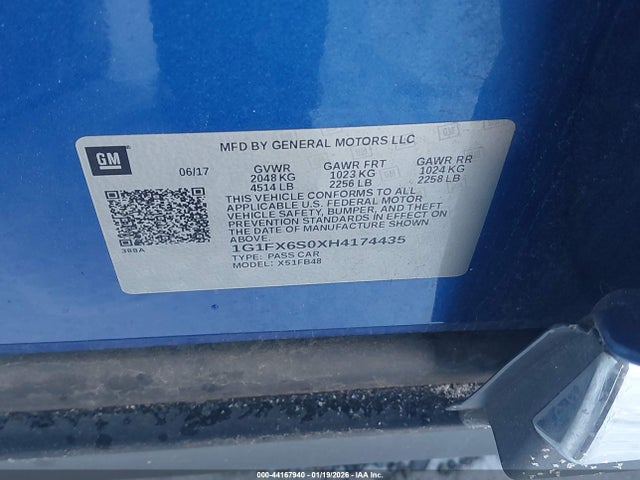 GM
MFD BY GENERAL MOTORS LLC
06/17
GVWR
2048 KG
4514 LB
GAWR FRT
1023 KG
2256 LB
GAWR RR
1024 KG
2258 LB
THIS VEHICLE CONFORMS TO ALL
APPLICABLE U.S. FEDERAL MOTOR
VEHICLE SAFETY, BUMPER, AND THEFT
PREVENTION STANDARDS IN EFFECT ON
THE DATE OF MANUFACTURE SHOWN
ABOVE.
1G1FX6S0XH4174435
TYPE: PASS CAR
MODEL: X51FB48
388A
00-44167940 - 01/19/2026 - IAAI.COM